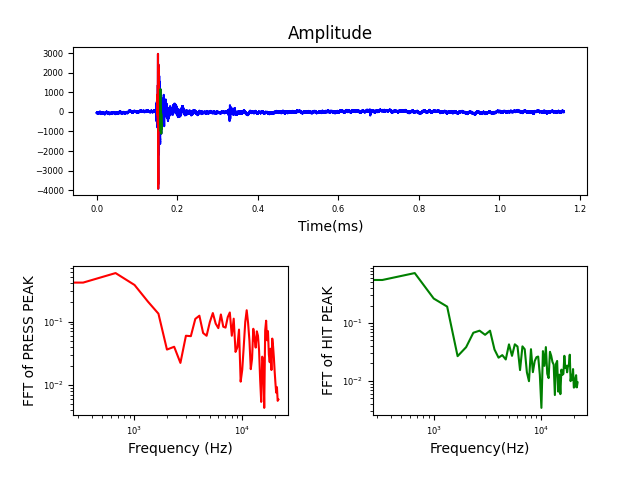 Amplitude
3000
2000
1000
0
−1000
−2000
−3000
−4000
0.0 0.2 0.4 0.6 0.8 1.0 1.2
Time(ms)
FFT of PRESS PEAK
10⁻¹
10⁻²
10³ 10⁴
Frequency (Hz)
FFT of HIT PEAK
10⁻¹
10⁻²
10³ 10⁴
Frequency(Hz)